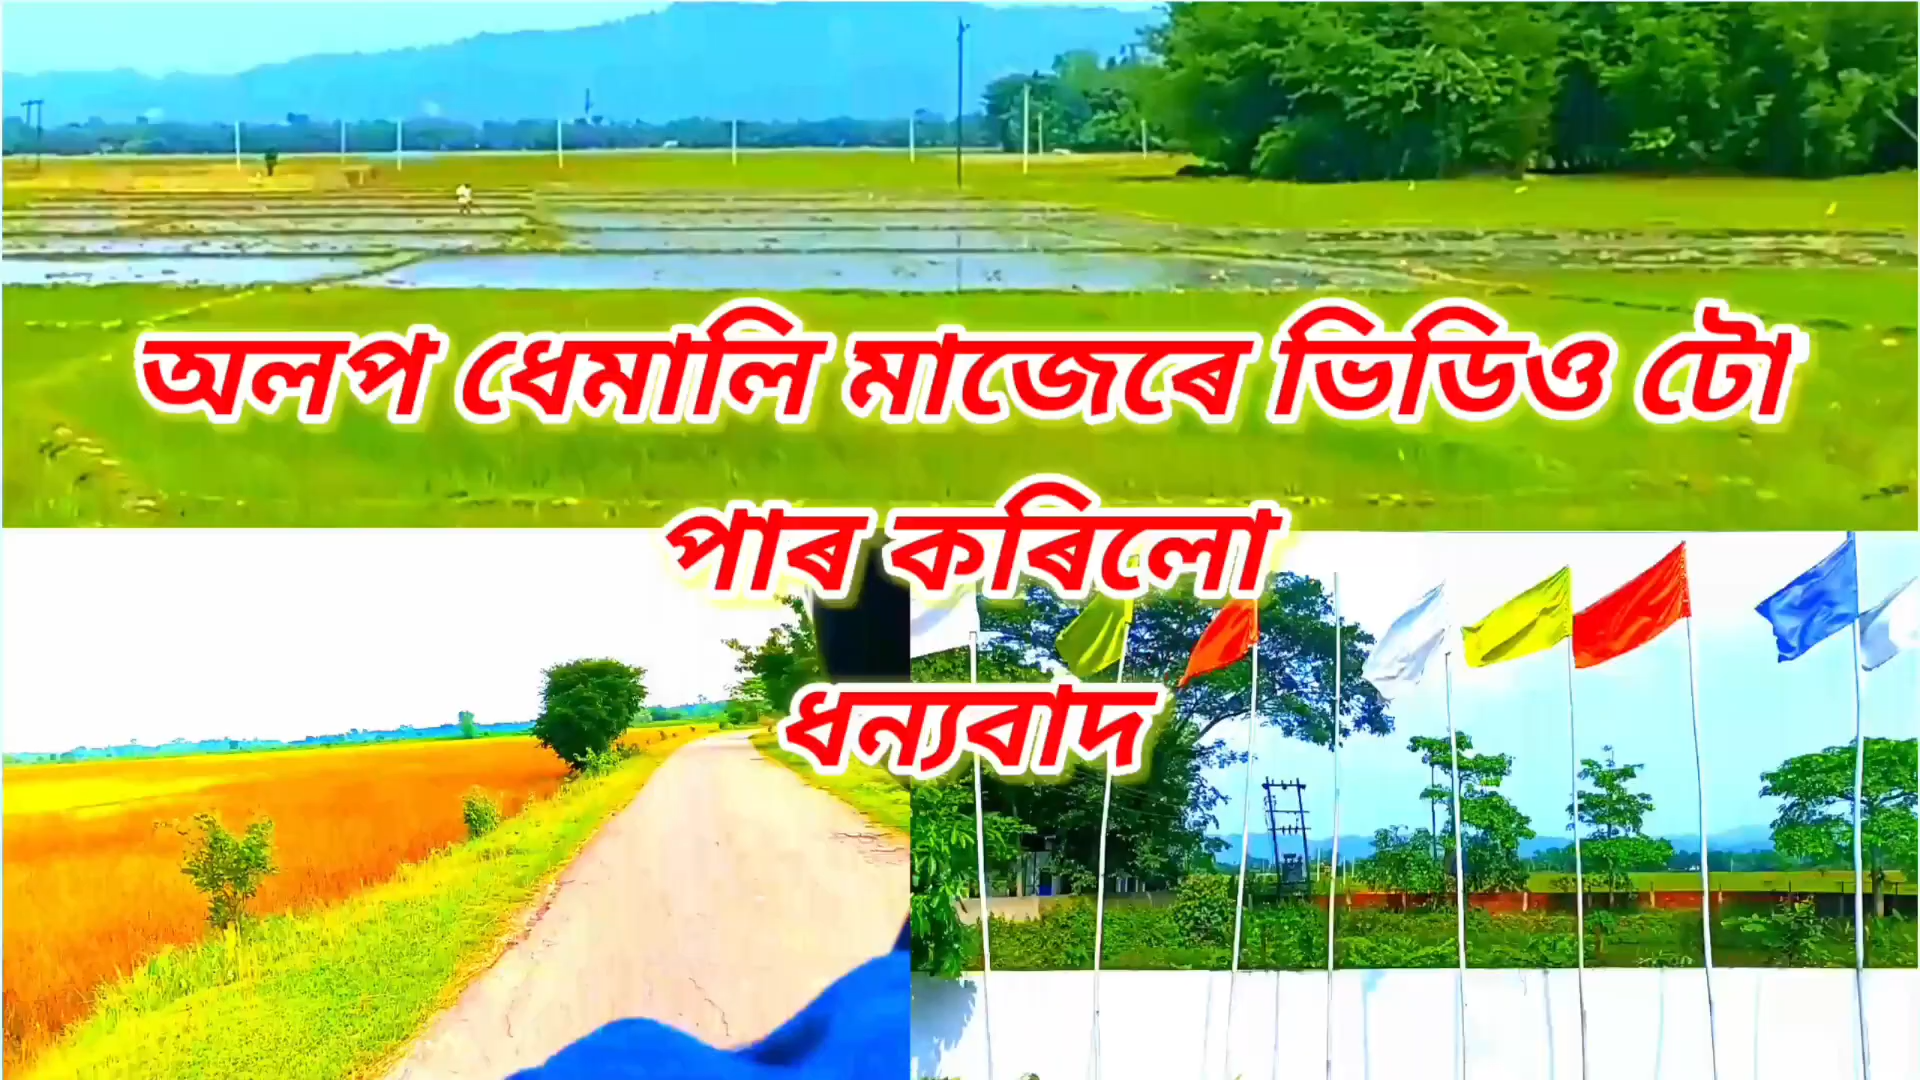 অলপ ধেমালি মাজেৰে ভিডিও টো
পাৰ কৰিলো
ধন্যবাদ